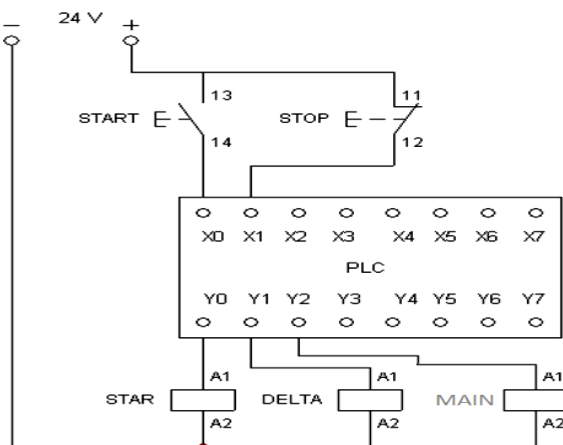 − 24 V +
13 11
START STOP
14 12
X0 X1 X2 X3 X4 X5 X6 X7
PLC
Y0 Y1 Y2 Y3 Y4 Y5 Y6 Y7
A1 A1 A1
STAR DELTA MAIN
A2 A2 A2